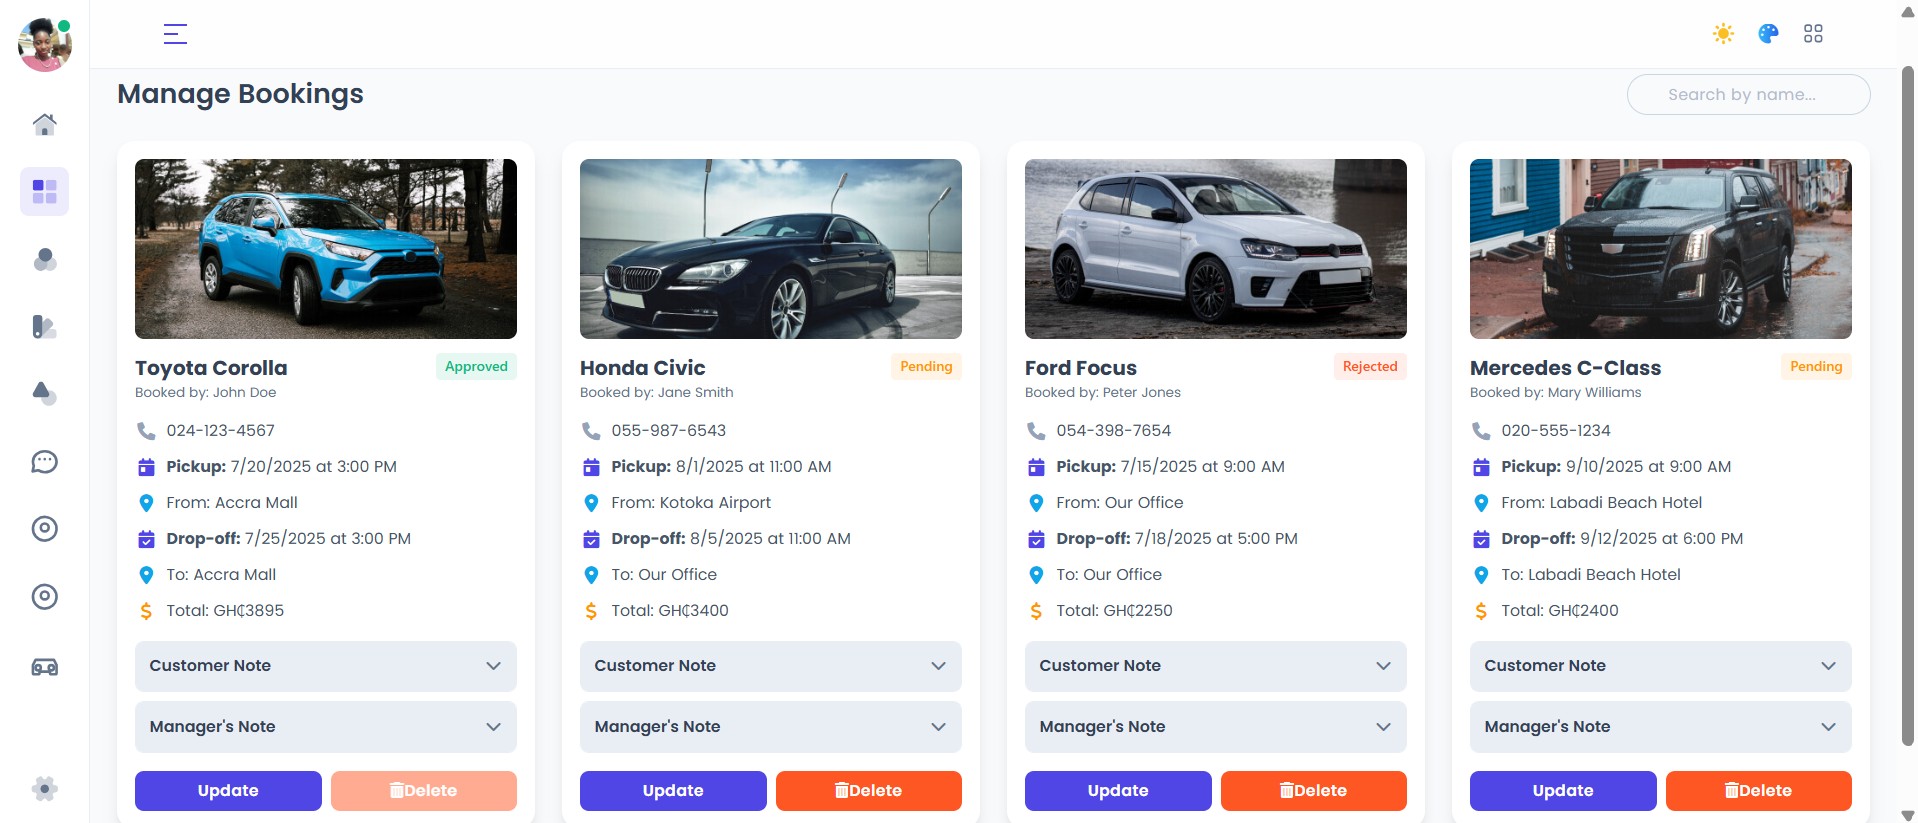 Manage Bookings
Search by name...
Toyota Corolla
Approved
Booked by: John Doe
024-123-4567
Pickup: 7/20/2025 at 3:00 PM
From: Accra Mall
Drop-off: 7/25/2025 at 3:00 PM
To: Accra Mall
Total: GH₵3895
Customer Note
Manager's Note
Update
Delete
Honda Civic
Pending
Booked by: Jane Smith
055-987-6543
Pickup: 8/1/2025 at 11:00 AM
From: Kotoka Airport
Drop-off: 8/5/2025 at 11:00 AM
To: Our Office
Total: GH₵3400
Customer Note
Manager's Note
Update
Delete
Ford Focus
Rejected
Booked by: Peter Jones
054-398-7654
Pickup: 7/15/2025 at 9:00 AM
From: Our Office
Drop-off: 7/18/2025 at 5:00 PM
To: Our Office
Total: GH₵2250
Customer Note
Manager's Note
Update
Delete
Mercedes C-Class
Pending
Booked by: Mary Williams
020-555-1234
Pickup: 9/10/2025 at 9:00 AM
From: Labadi Beach Hotel
Drop-off: 9/12/2025 at 6:00 PM
To: Labadi Beach Hotel
Total: GH₵2400
Customer Note
Manager's Note
Update
Delete